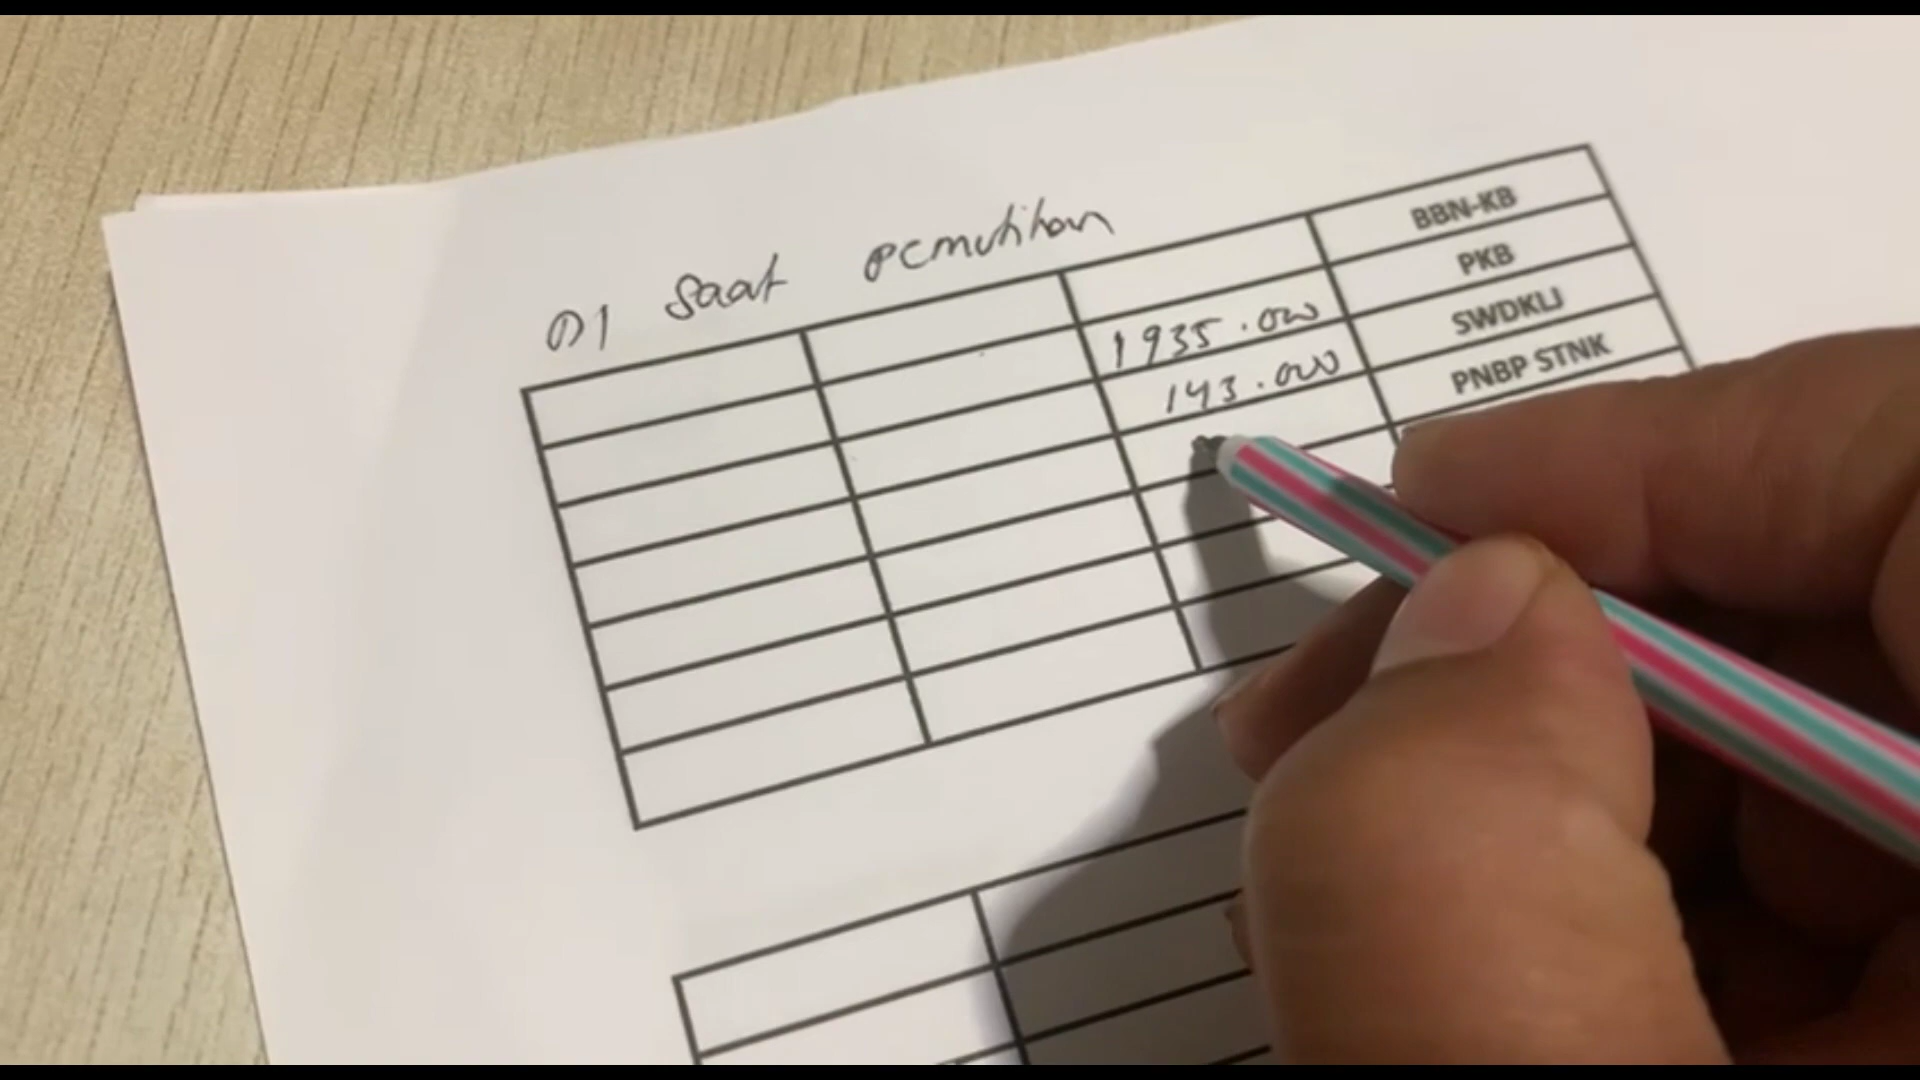 DI saat pemutihan
BBN-KB
1935.000 PKB
143.000 SWDKLJ
PNBP STNK